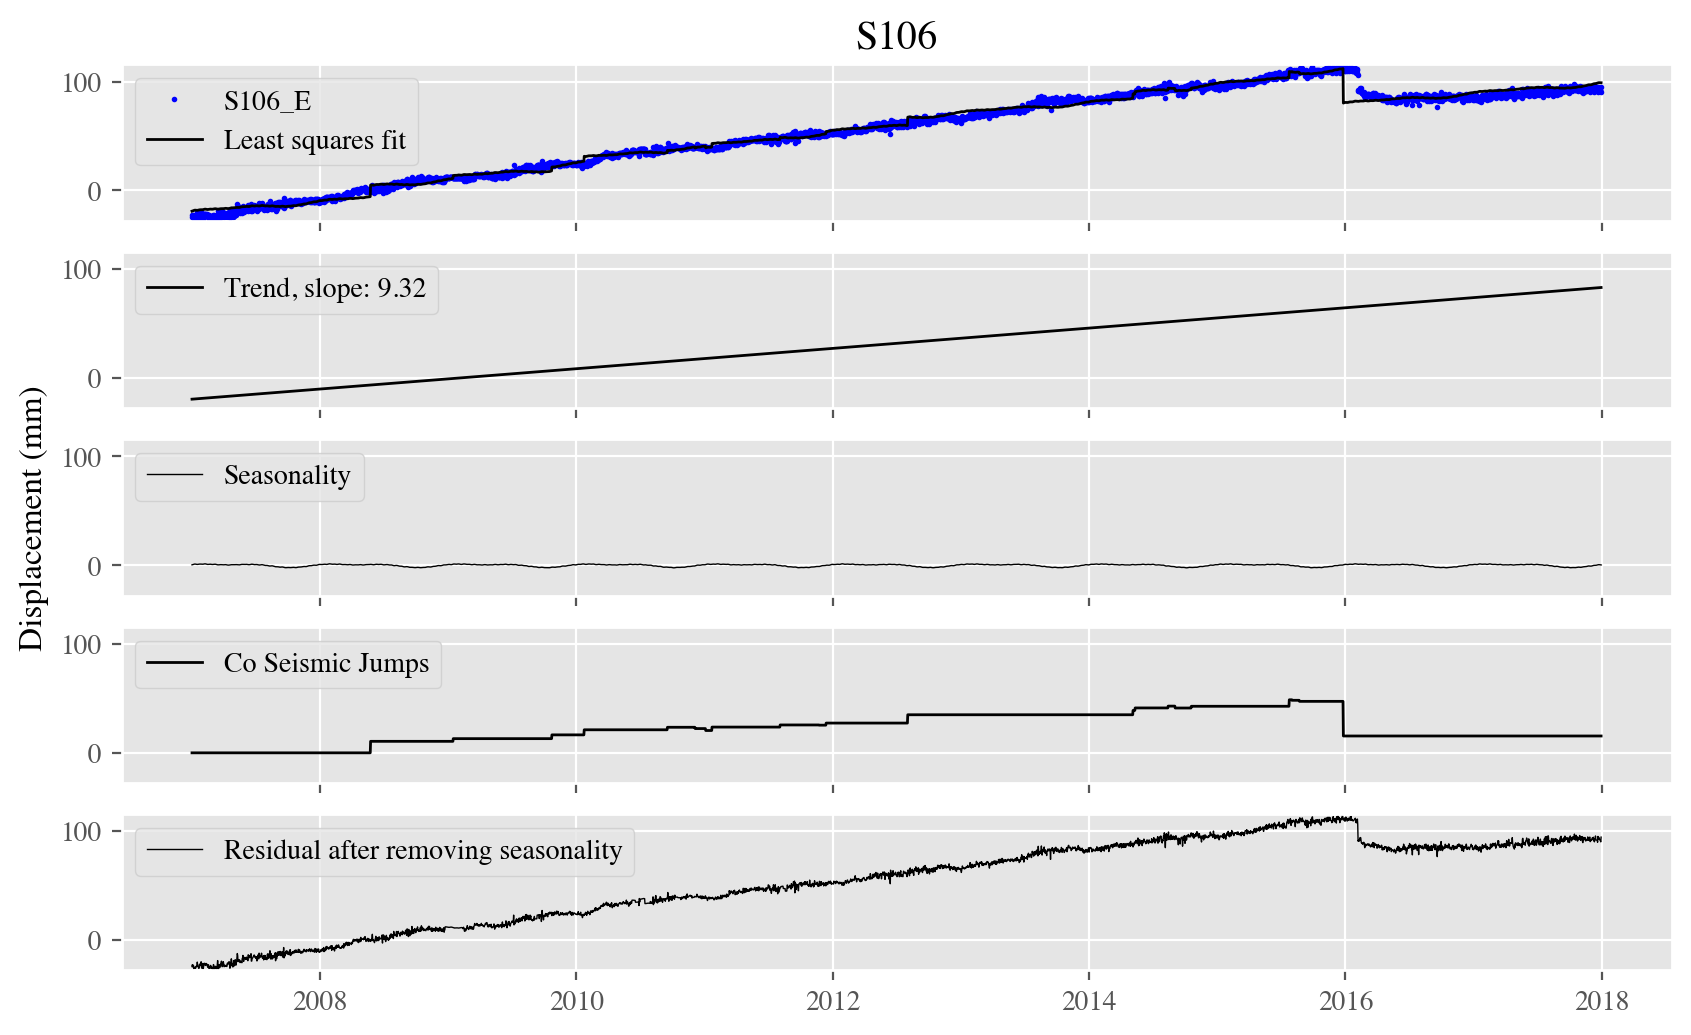 S106
100
0
S106_E
Least squares fit
100
0
Trend, slope: 9.32
Displacement (mm)
100
0
Seasonality
100
0
Co Seismic Jumps
100
0
Residual after removing seasonality
2008 2010 2012 2014 2016 2018